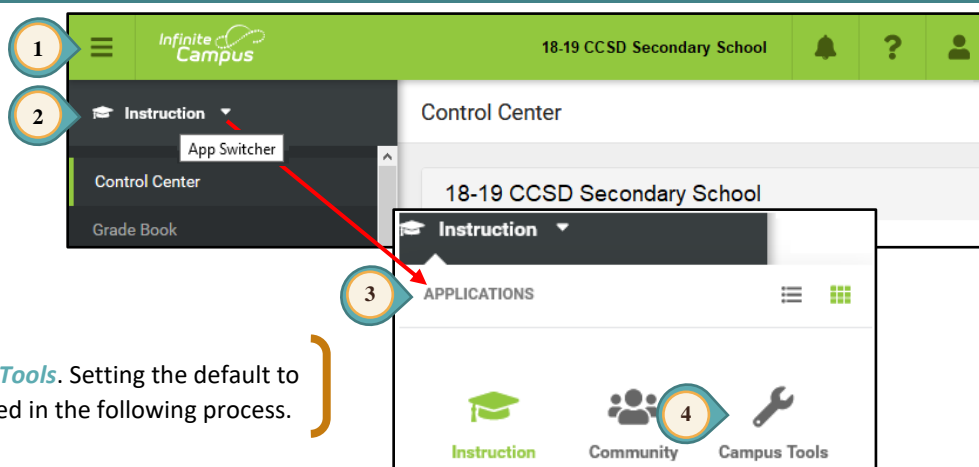 1
Infinite
Campus
18-19 CCSD Secondary School
?
2
Instruction
Control Center
App Switcher
Control Center
18-19 CCSD Secondary School
Grade Book
Instruction
3
APPLICATIONS
Tools. Setting the default to
ed in the following process.
4
Instruction
Community
Campus Tools